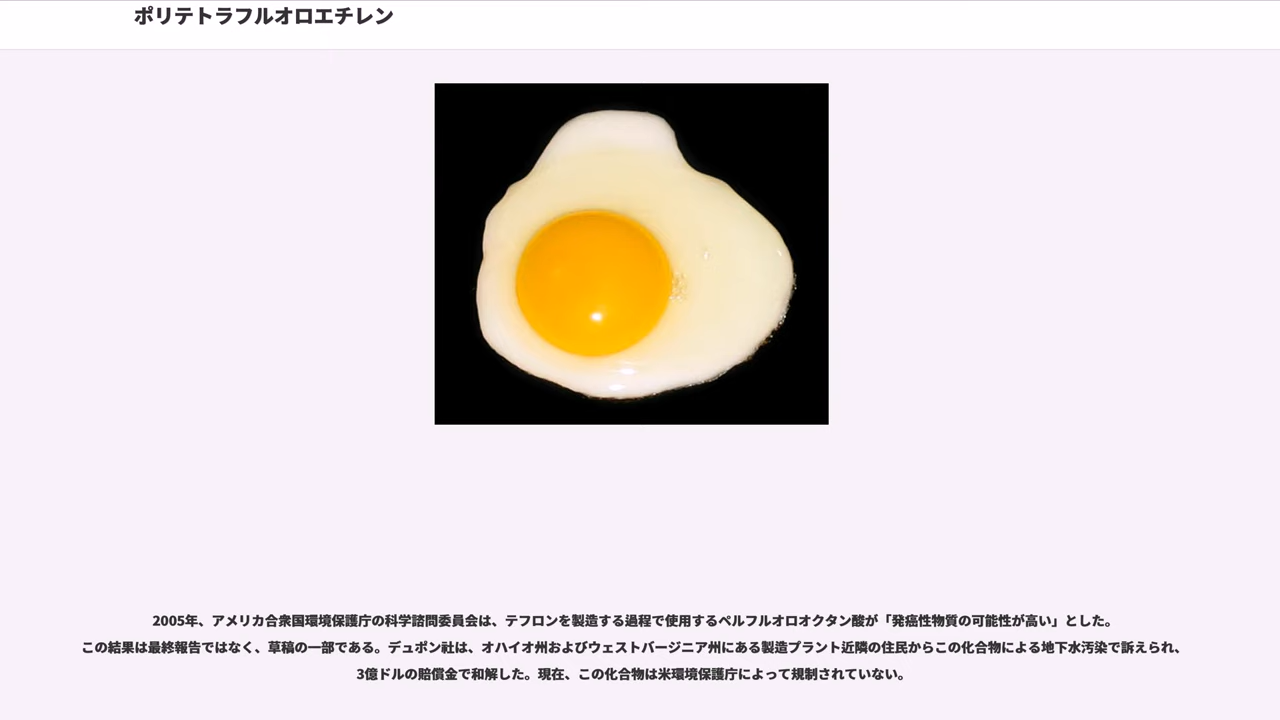 ポリテトラフルオロエチレン
2005年、アメリカ合衆国環境保護庁の科学諮問委員会は、テフロンを製造する過程で使用するペルフルオロオクタン酸が「発癌性物質の可能性が高い」とした。
この結果は最終報告ではなく、草稿の一部である。デュポン社は、オハイオ州およびウェストバージニア州にある製造プラント近隣の住民からこの化合物による地下水汚染で訴えられ、
3億ドルの賠償金で和解した。現在、この化合物は米環境保護庁によって規制されていない。